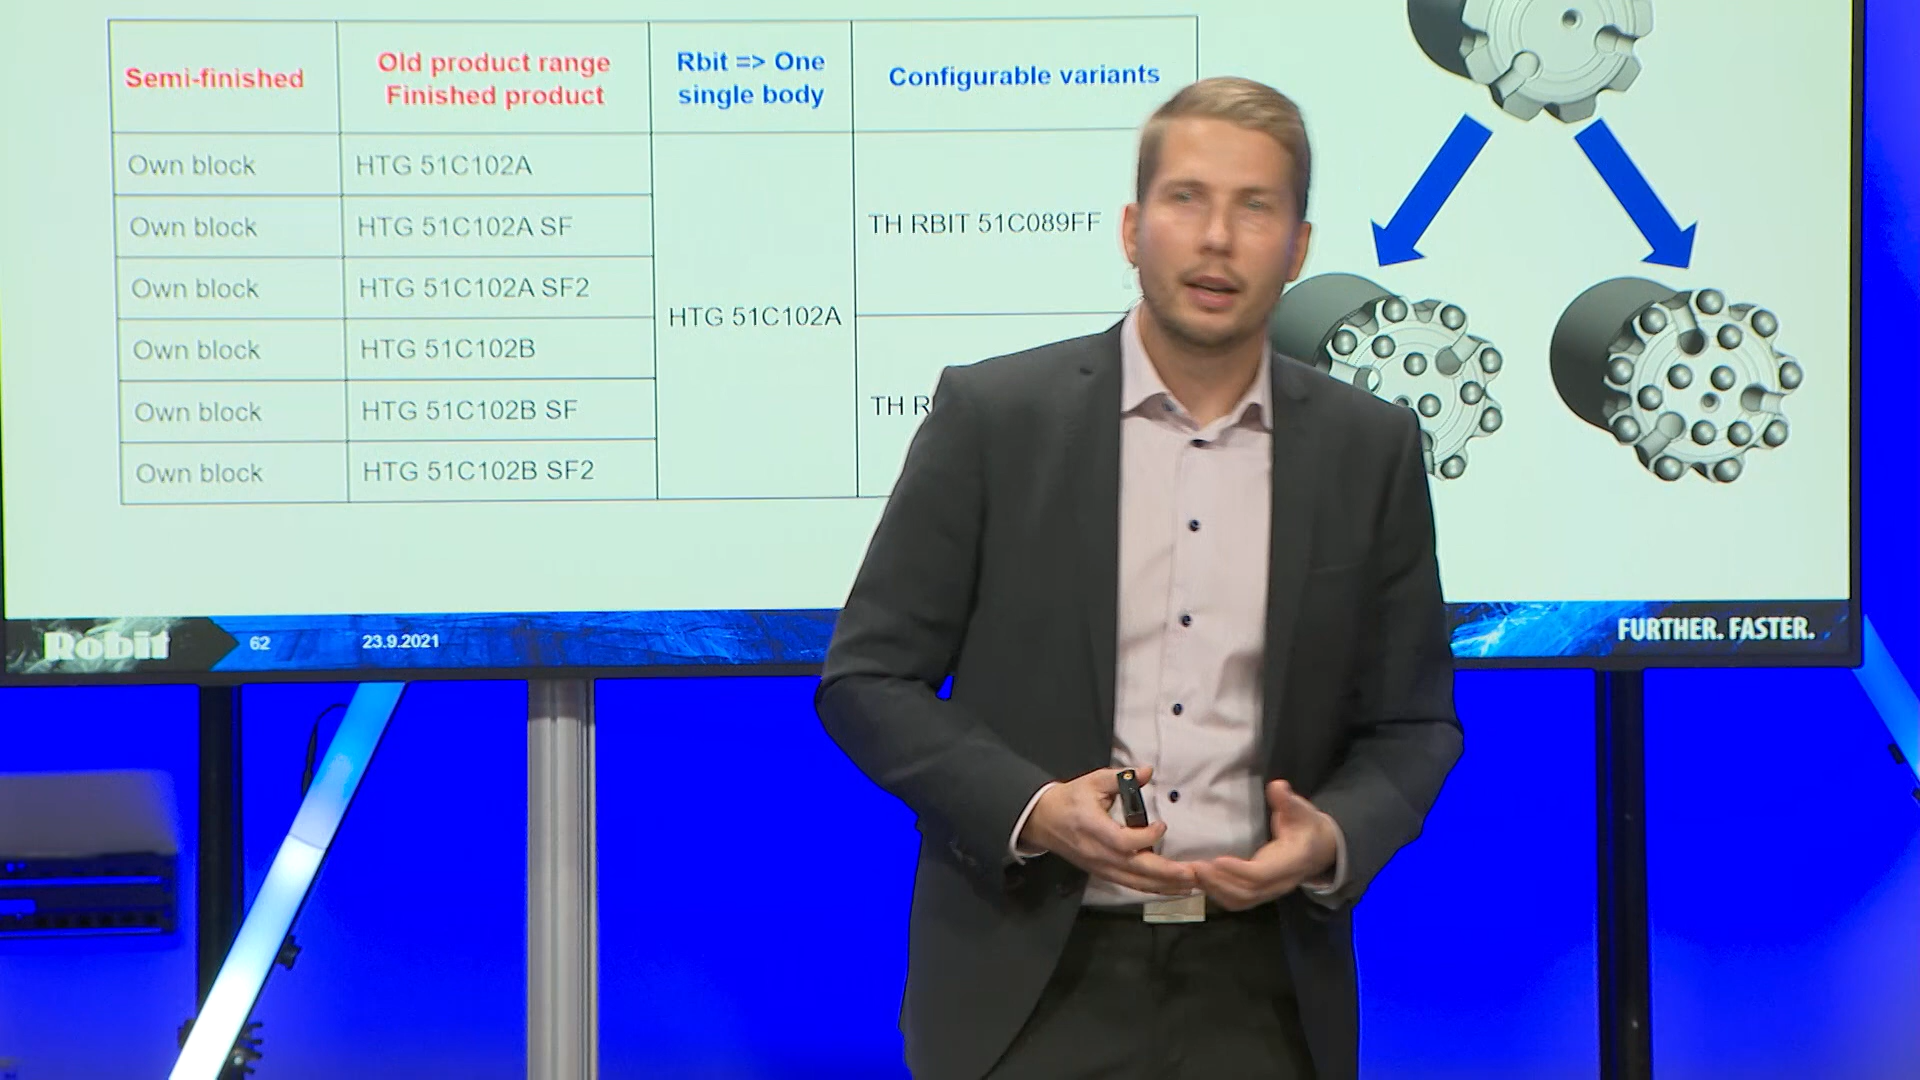 Semi-finished
Old product range
Finished product
Rbit => One
single body
Configurable variants
Own block
HTG 51C102A
Own block
HTG 51C102A SF
Own block
HTG 51C102A SF2
Own block
HTG 51C102B
Own block
HTG 51C102B SF
Own block
HTG 51C102B SF2
HTG 51C102A
TH RBIT 51C089FF
TH
Robit
62
23.9.2021
FURTHER. FASTER.